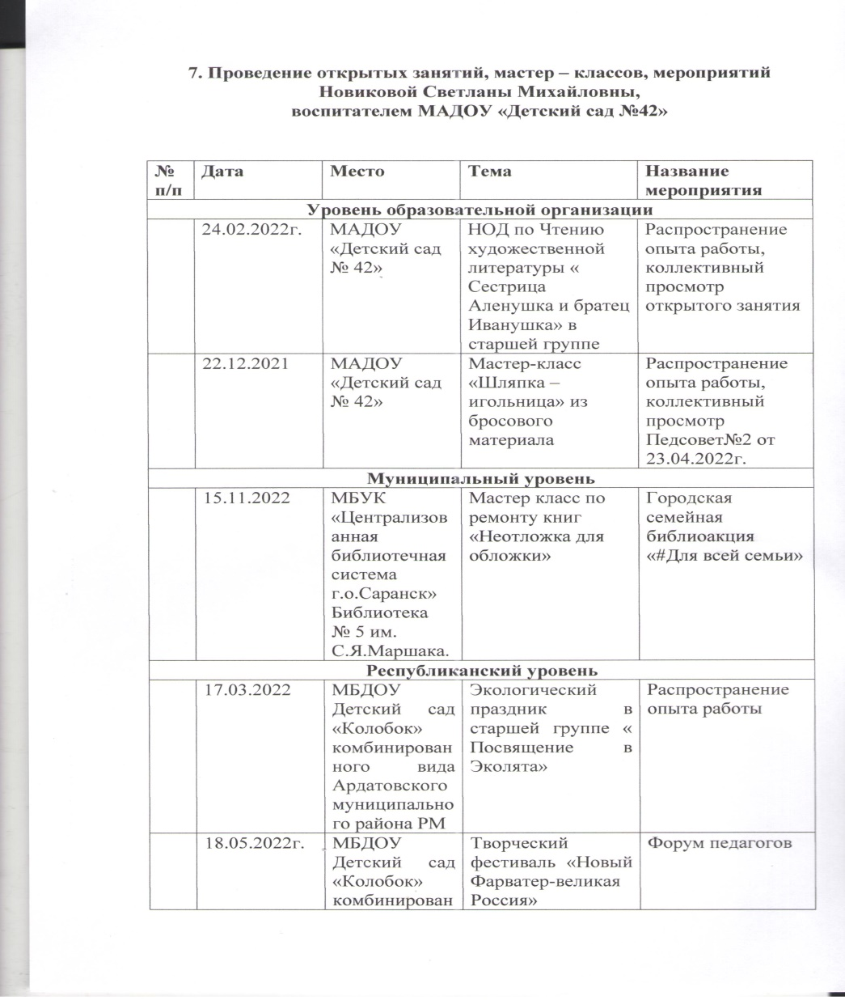 7. Проведение открытых занятий, мастер – классов, мероприятий
Новиковой Светланы Михайловны,
воспитателем МАДОУ «Детский сад №42»
№
п/п
Дата
Место
Тема
Название
мероприятия
Уровень образовательной организации
24.02.2022г.
МАДОУ
«Детский сад
№ 42»
НОД по Чтению
художественной
литературы «
Сестрица
Аленушка и братец
Иванушка» в
старшей группе
Распространение
опыта работы,
коллективный
просмотр
открытого занятия
22.12.2021
МАДОУ
«Детский сад
№ 42»
Мастер-класс
«Шляпка –
игольница» из
бросового
материала
Распространение
опыта работы,
коллективный
просмотр
Педсовет№2 от
23.04.2022г.
Муниципальный уровень
15.11.2022
МБУК
«Централизов
анная
библиотечная
система
г.о.Саранск»
Библиотека
№ 5 им.
С.Я.Маршака.
Мастер класс по
ремонту книг
«Неотложка для
обложки»
Городская
семейная
библиоакция
«#Для всей семьи»
Республиканский уровень
17.03.2022
МБДОУ
Детский сад
«Колобок»
комбинирован
ного вида
Ардатовского
муниципально
го района РМ
Экологический
праздник в
старшей группе «
Посвящение в
Эколята»
Распространение
опыта работы
18.05.2022г.
МБДОУ
Детский сад
«Колобок»
комбинирован
Творческий
фестиваль «Новый
Фарватер-великая
Россия»
Форум педагогов